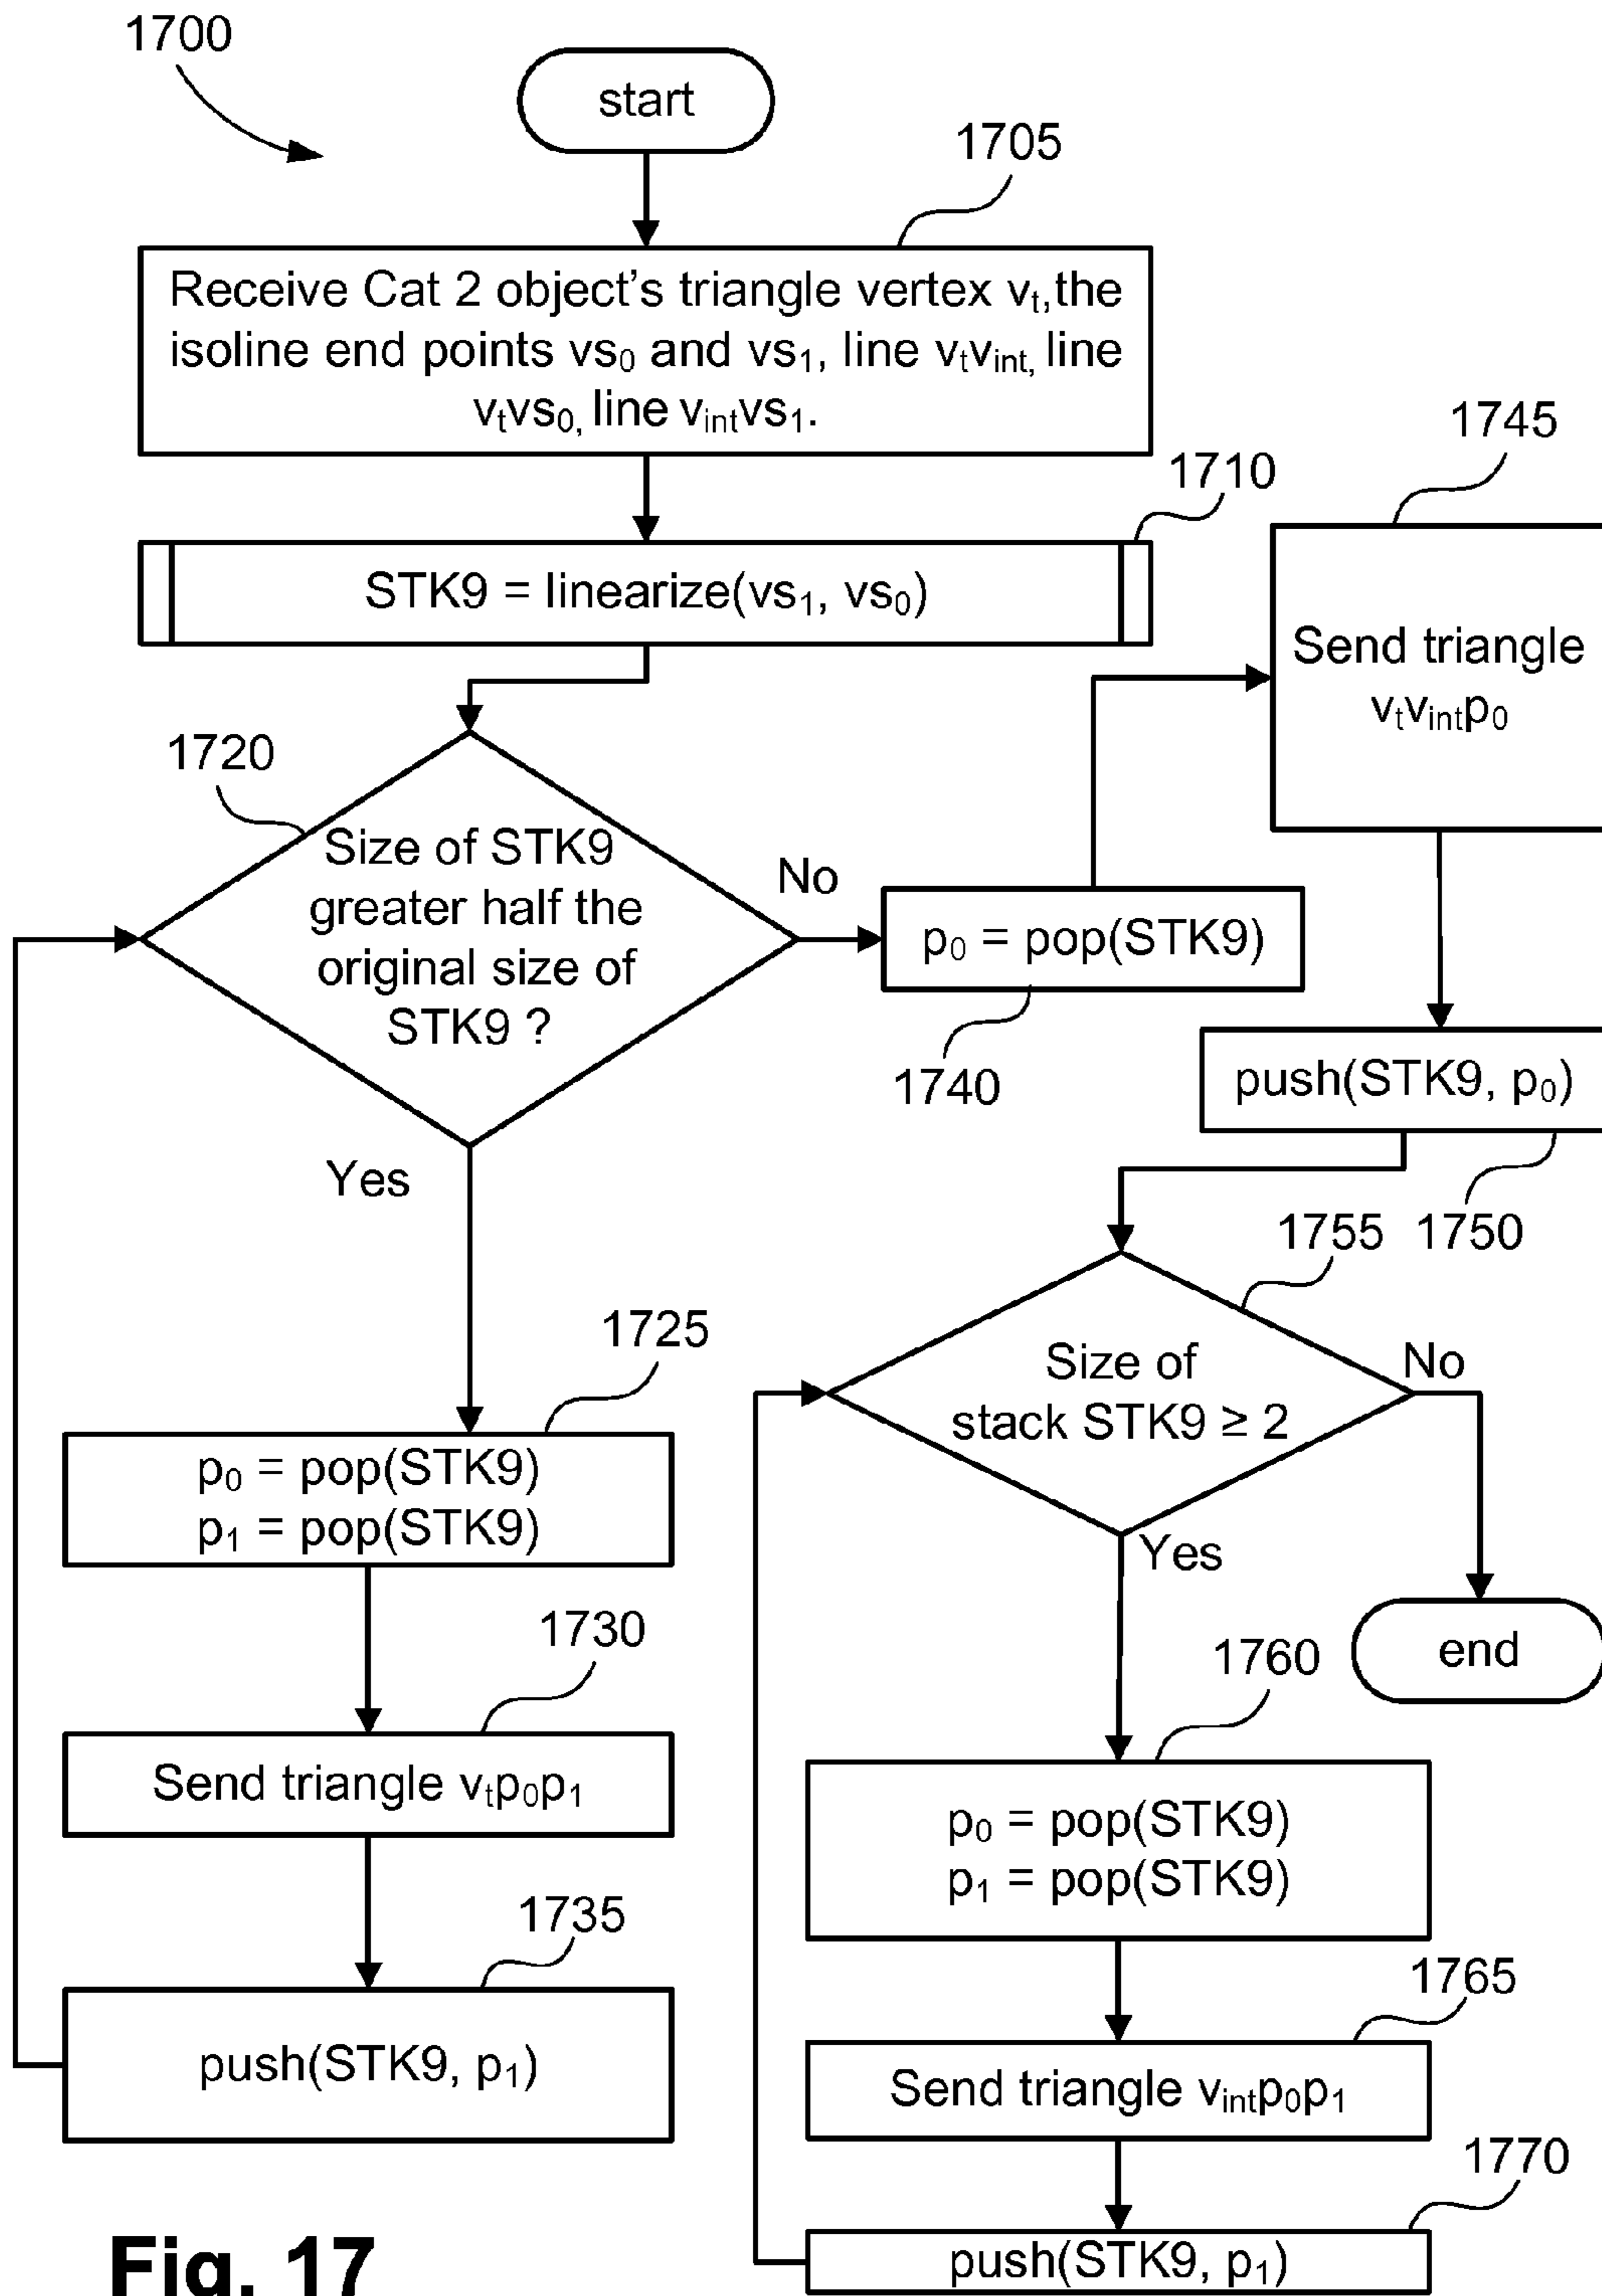 1700
start
1705
Receive Cat 2 object's triangle vertex vₜ,the
isoline end points vs₀ and vs₁, line vₜvᵢₙₜ, line
vₜvs₀, line vᵢₙₜvs₁.
1710
STK9 = linearize(vs₁, vs₀)
1745
Send triangle
vₜvᵢₙₜp₀
1720
Size of STK9
greater half the
original size of
STK9 ?
No
p₀ = pop(STK9)
1740
push(STK9, p₀)
1750
Yes
1755
Size of
stack STK9 ≥ 2
No
1725
p₀ = pop(STK9)
p₁ = pop(STK9)
Yes
end
1730
Send triangle vₜp₀p₁
1760
p₀ = pop(STK9)
p₁ = pop(STK9)
1735
push(STK9, p₁)
1765
Send triangle vᵢₙₜp₀p₁
1770
push(STK9, p₁)
Fig. 17